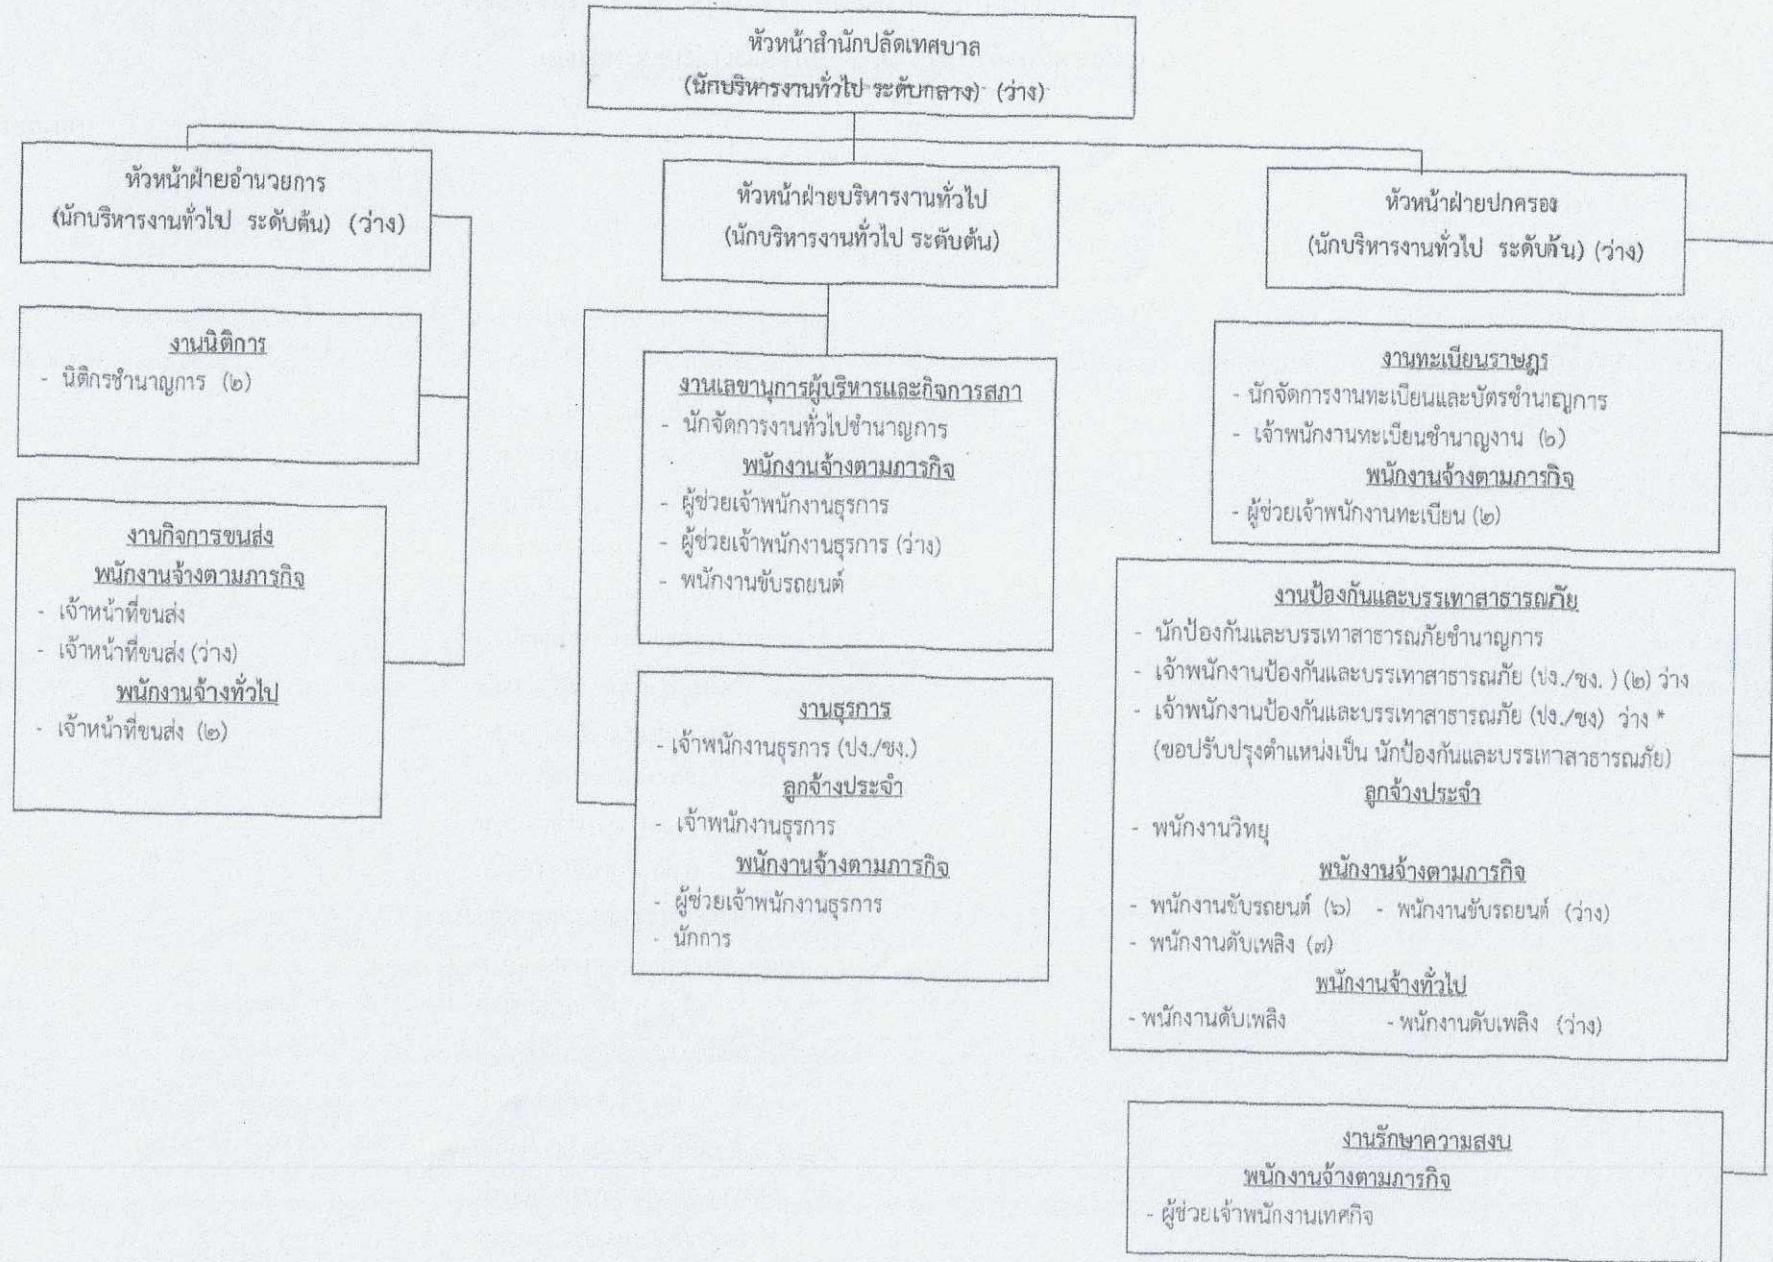 หัวหน้าสำนักปลัดเทศบาล
(นักบริหารงานทั่วไป ระดับกลาง) (ว่าง)
หัวหน้าฝ่ายอำนวยการ
(นักบริหารงานทั่วไป ระดับต้น) (ว่าง)
งานนิติการ
- นิติกรชำนาญการ (๒)
งานกิจการขนส่ง
พนักงานจ้างตามภารกิจ
- เจ้าหน้าที่ขนส่ง
- เจ้าหน้าที่ขนส่ง (ว่าง)
พนักงานจ้างทั่วไป
- เจ้าหน้าที่ขนส่ง (๒)
หัวหน้าฝ่ายบริหารงานทั่วไป
(นักบริหารงานทั่วไป ระดับต้น)
งานเลขานุการผู้บริหารและกิจการสภา
- นักจัดการงานทั่วไปชำนาญการ
พนักงานจ้างตามภารกิจ
- ผู้ช่วยเจ้าพนักงานธุรการ
- ผู้ช่วยเจ้าพนักงานธุรการ (ว่าง)
- พนักงานขับรถยนต์
งานธุรการ
- เจ้าพนักงานธุรการ (ปง./ชง.)
ลูกจ้างประจำ
- เจ้าพนักงานธุรการ
พนักงานจ้างตามภารกิจ
- ผู้ช่วยเจ้าพนักงานธุรการ
- นักการ
หัวหน้าฝ่ายปกครอง
(นักบริหารงานทั่วไป ระดับต้น) (ว่าง)
งานทะเบียนราษฎร
- นักจัดการงานทะเบียนและบัตรชำนาญการ
- เจ้าพนักงานทะเบียนชำนาญงาน
พนักงานจ้างตามภารกิจ
- ผู้ช่วยเจ้าพนักงานทะเบียน (๒)
งานป้องกันและบรรเทาสาธารณภัย
- นักป้องกันและบรรเทาสาธารณภัยชำนาญการ
- เจ้าพนักงานป้องกันและบรรเทาสาธารณภัย (ปง./ชง. ) (๒) ว่าง
- เจ้าพนักงานป้องกันและบรรเทาสาธารณภัย (ปง./ชง) ว่าง *
(ขอปรับปรุงตำแหน่งเป็น นักป้องกันและบรรเทาสาธารณภัย)
ลูกจ้างประจำ
- พนักงานวิทยุ
พนักงานจ้างตามภารกิจ
- พนักงานขับรถยนต์ (๖) - พนักงานขับรถยนต์ (ว่าง)
- พนักงานดับเพลิง (๗)
พนักงานจ้างทั่วไป
- พนักงานดับเพลิง - พนักงานดับเพลิง (ว่าง)
งานรักษาความสงบ
พนักงานจ้างตามภารกิจ
- ผู้ช่วยเจ้าพนักงานเทศกิจ